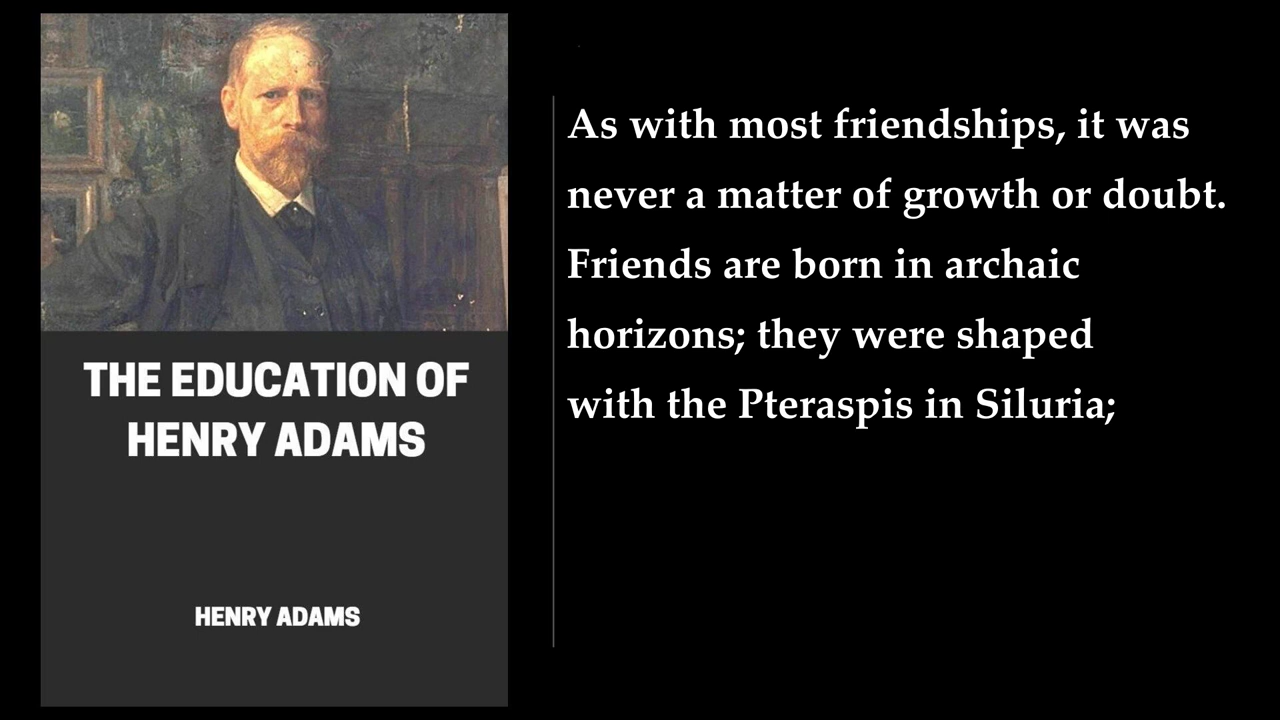 THE EDUCATION OF
HENRY ADAMS
HENRY ADAMS
As with most friendships, it was
never a matter of growth or doubt.
Friends are born in archaic
horizons; they were shaped
with the Pteraspis in Siluria;